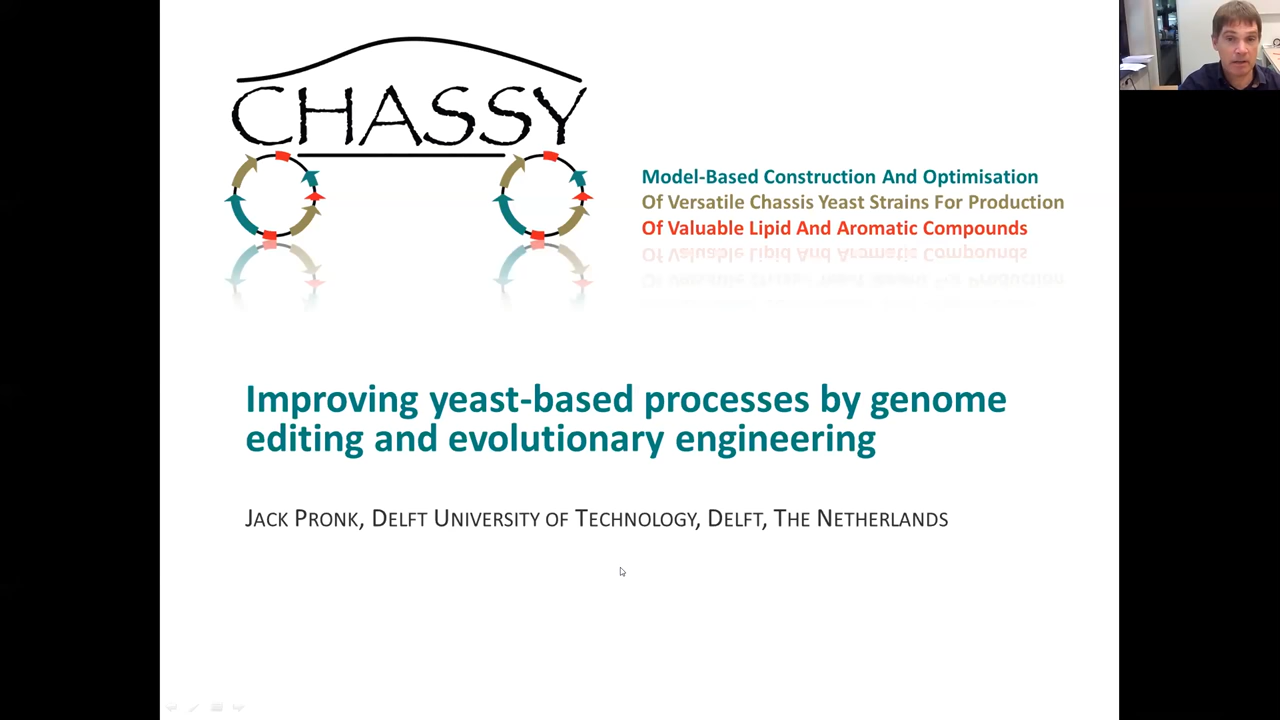 CHASSY
Model-Based Construction And Optimisation
Of Versatile Chassis Yeast Strains For Production
Of Valuable Lipid And Aromatic Compounds
Improving yeast-based processes by genome
editing and evolutionary engineering
Jack Pronk, Delft University of Technology, Delft, The Netherlands